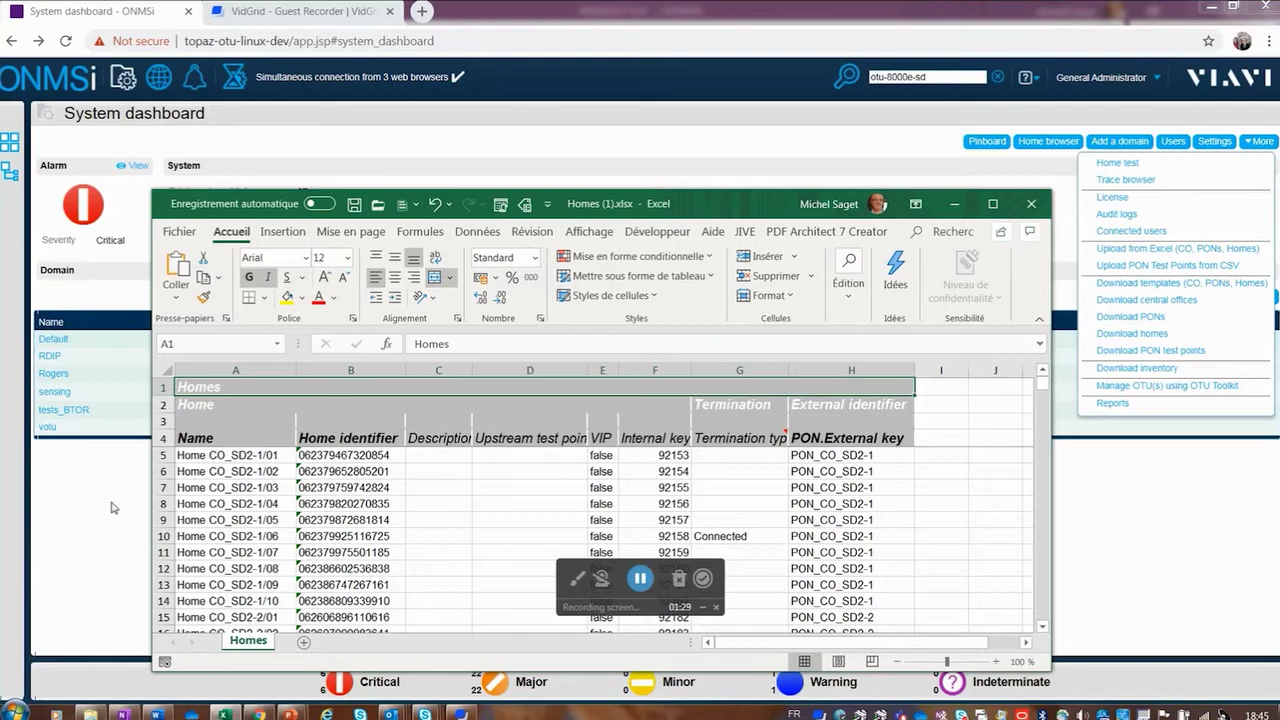 System dashboard - ONMSi
VidGrid - Guest Recorder | VidG
Not secure | topaz-otu-linux-dev/app.jsp#system_dashboard
ONMSi
Simultaneous connection from 3 web browsers
otu-8000e-sd
General Administrator
VIAVI
System dashboard
Pinboard
Home browser
Add a domain
Users
Settings
More
Alarm
View
System
Severity
Critical
Domain
Name
Default
RDIP
Rogers
sensing
tests_BTOR
votu
Home test
Trace browser
License
Audit logs
Connected users
Upload from Excel (CO, PONs, Homes)
Upload PON Test Points from CSV
Download templates (CO, PONs, Homes)
Download central offices
Download PONs
Download homes
Download PON test points
Download inventory
Manage OTU(s) using OTU Toolkit
Reports
Enregistrement automatique
Homes (1).xlsx - Excel
Michel Saget
Fichier Accueil Insertion Mise en page Formules Données Révision Affichage Développeur Aide JIVE PDF Architect 7 Creator Recherc
Coller
Arial 12
G I S
Standard
% 000
Mise en forme conditionnelle
Mettre sous forme de tableau
Styles de cellules
Insérer
Supprimer
Format
Édition
Idées
Niveau de
confidentialité
Presse-papiers Police Alignement Nombre Styles Cellules Idées Sensibilité
A1 fx Homes
A B C D E F G H I J
1 Homes
2 Home Termination External identifier
3
4 Name Home identifier Description Upstream test poin VIP Internal key Termination typ PON.External key
5 Home CO_SD2-1/01 062379467320854 false 92153 PON_CO_SD2-1
6 Home CO_SD2-1/02 062379652805201 false 92154 PON_CO_SD2-1
7 Home CO_SD2-1/03 062379759742824 false 92155 PON_CO_SD2-1
8 Home CO_SD2-1/04 062379820270835 false 92156 PON_CO_SD2-1
9 Home CO_SD2-1/05 062379872681814 false 92157 PON_CO_SD2-1
10 Home CO_SD2-1/06 062379925116725 false 92158 Connected PON_CO_SD2-1
11 Home CO_SD2-1/07 062379975501185 false 92159 PON_CO_SD2-1
12 Home CO_SD2-1/08 062386602536838 false PON_CO_SD2-1
13 Home CO_SD2-1/09 062386747267161 false PON_CO_SD2-1
14 Home CO_SD2-1/10 062386809339910 false PON_CO_SD2-1
15 Home CO_SD2-2/01 062606896110616 false 92182 PON_CO_SD2-2
Recording screen... 01:29
Homes
100 %
6 Critical
22
22 Major
0
0 Minor
0
1 Warning
0
0 Indeterminate
FR
18:45